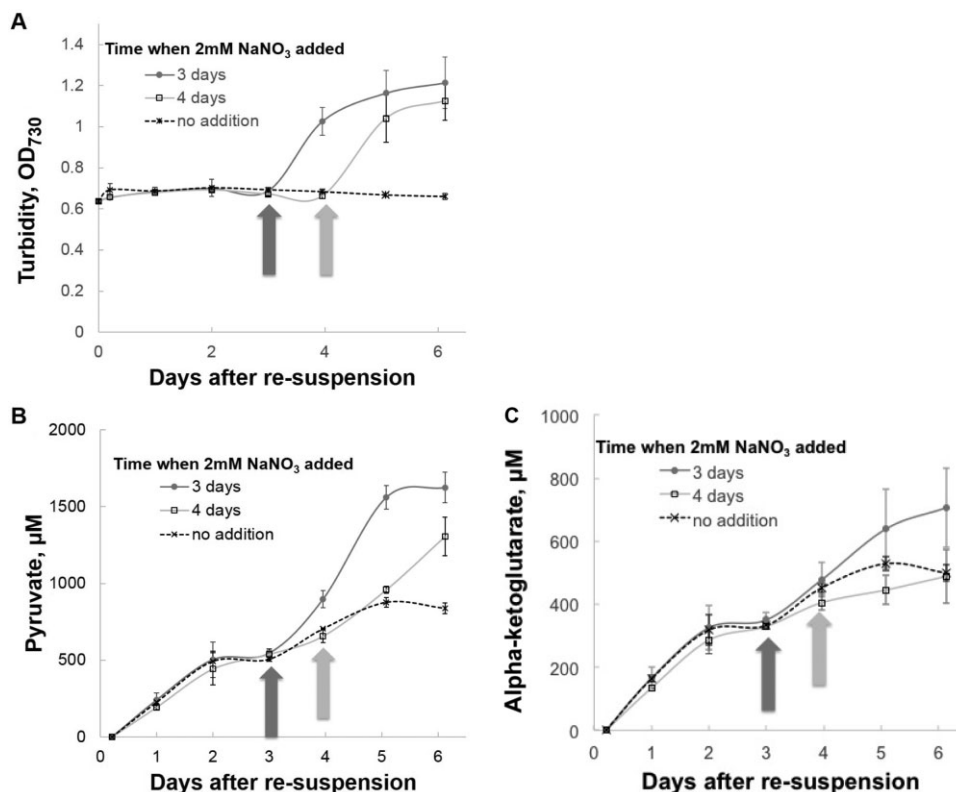 A
Time when 2mM NaNO₃ added
3 days
4 days
no addition
Turbidity, OD₇₃₀
1.4
1.2
1
0.8
0.6
0.4
0.2
0
0 2 4 6
Days after re-suspension
B
Time when 2mM NaNO₃ added
3 days
4 days
no addition
Pyruvate, µM
2000
1500
1000
500
0
0 1 2 3 4 5 6
Days after re-suspension
C
Time when 2mM NaNO₃ added
3 days
4 days
no addition
Alpha-ketoglutarate, µM
1000
800
600
400
200
0
0 1 2 3 4 5 6
Days after re-suspension